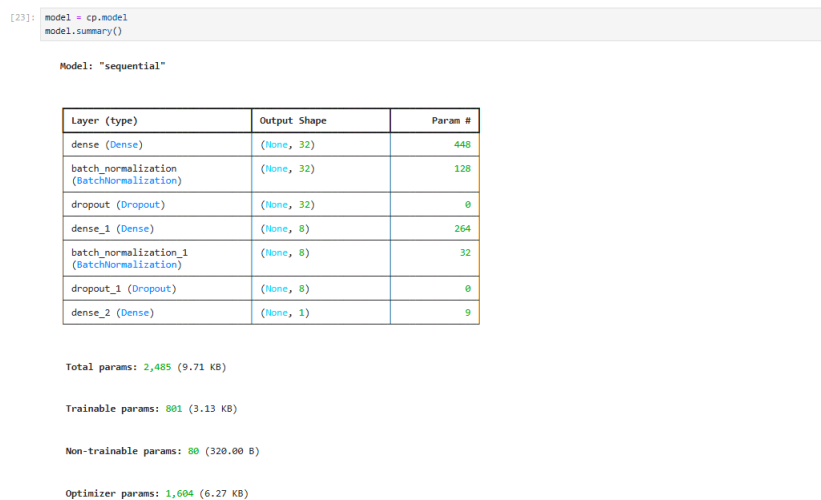 [23]: model = cp.model
model.summary()
Model: "sequential"
Layer (type) Output Shape Param #
dense (Dense) (None, 32) 448
batch_normalization (None, 32) 128
(BatchNormalization)
dropout (Dropout) (None, 32) 0
dense_1 (Dense) (None, 8) 264
batch_normalization_1 (None, 8) 32
(BatchNormalization)
dropout_1 (Dropout) (None, 8) 0
dense_2 (Dense) (None, 1) 9
Total params: 2,485 (9.71 KB)
Trainable params: 801 (3.13 KB)
Non-trainable params: 80 (320.00 B)
Optimizer params: 1,604 (6.27 KB)